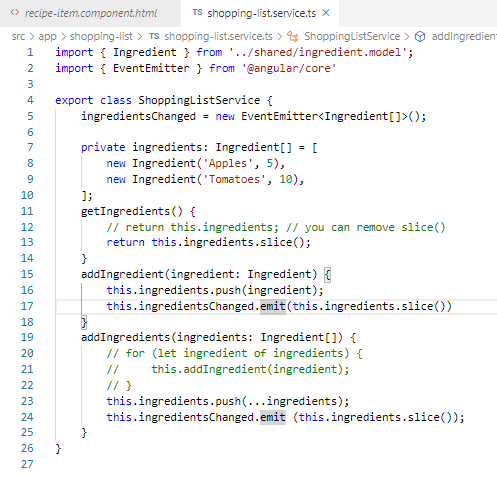 recipe-item.component.html
TS shopping-list.service.ts ×
src > app > shopping-list > TS shopping-list.service.ts > ShoppingListService > addIngredien
1 import { Ingredient } from '../shared/ingredient.model';
2 import { EventEmitter } from '@angular/core'
3
4 export class ShoppingListService {
5     ingredientsChanged = new EventEmitter<Ingredient[]>();
6
7     private ingredients: Ingredient[] = [
8         new Ingredient('Apples', 5),
9         new Ingredient('Tomatoes', 10),
10     ];
11     getIngredients() {
12         // return this.ingredients; // you can remove slice()
13         return this.ingredients.slice();
14     }
15     addIngredient(ingredient: Ingredient) {
16         this.ingredients.push(ingredient);
17         this.ingredientsChanged.emit(this.ingredients.slice())
18     }
19     addIngredients(ingredients: Ingredient[]) {
20         // for (let ingredient of ingredients) {
21         //     this.addIngredient(ingredient);
22         // }
23         this.ingredients.push(...ingredients);
24         this.ingredientsChanged.emit (this.ingredients.slice());
25     }
26 }
27